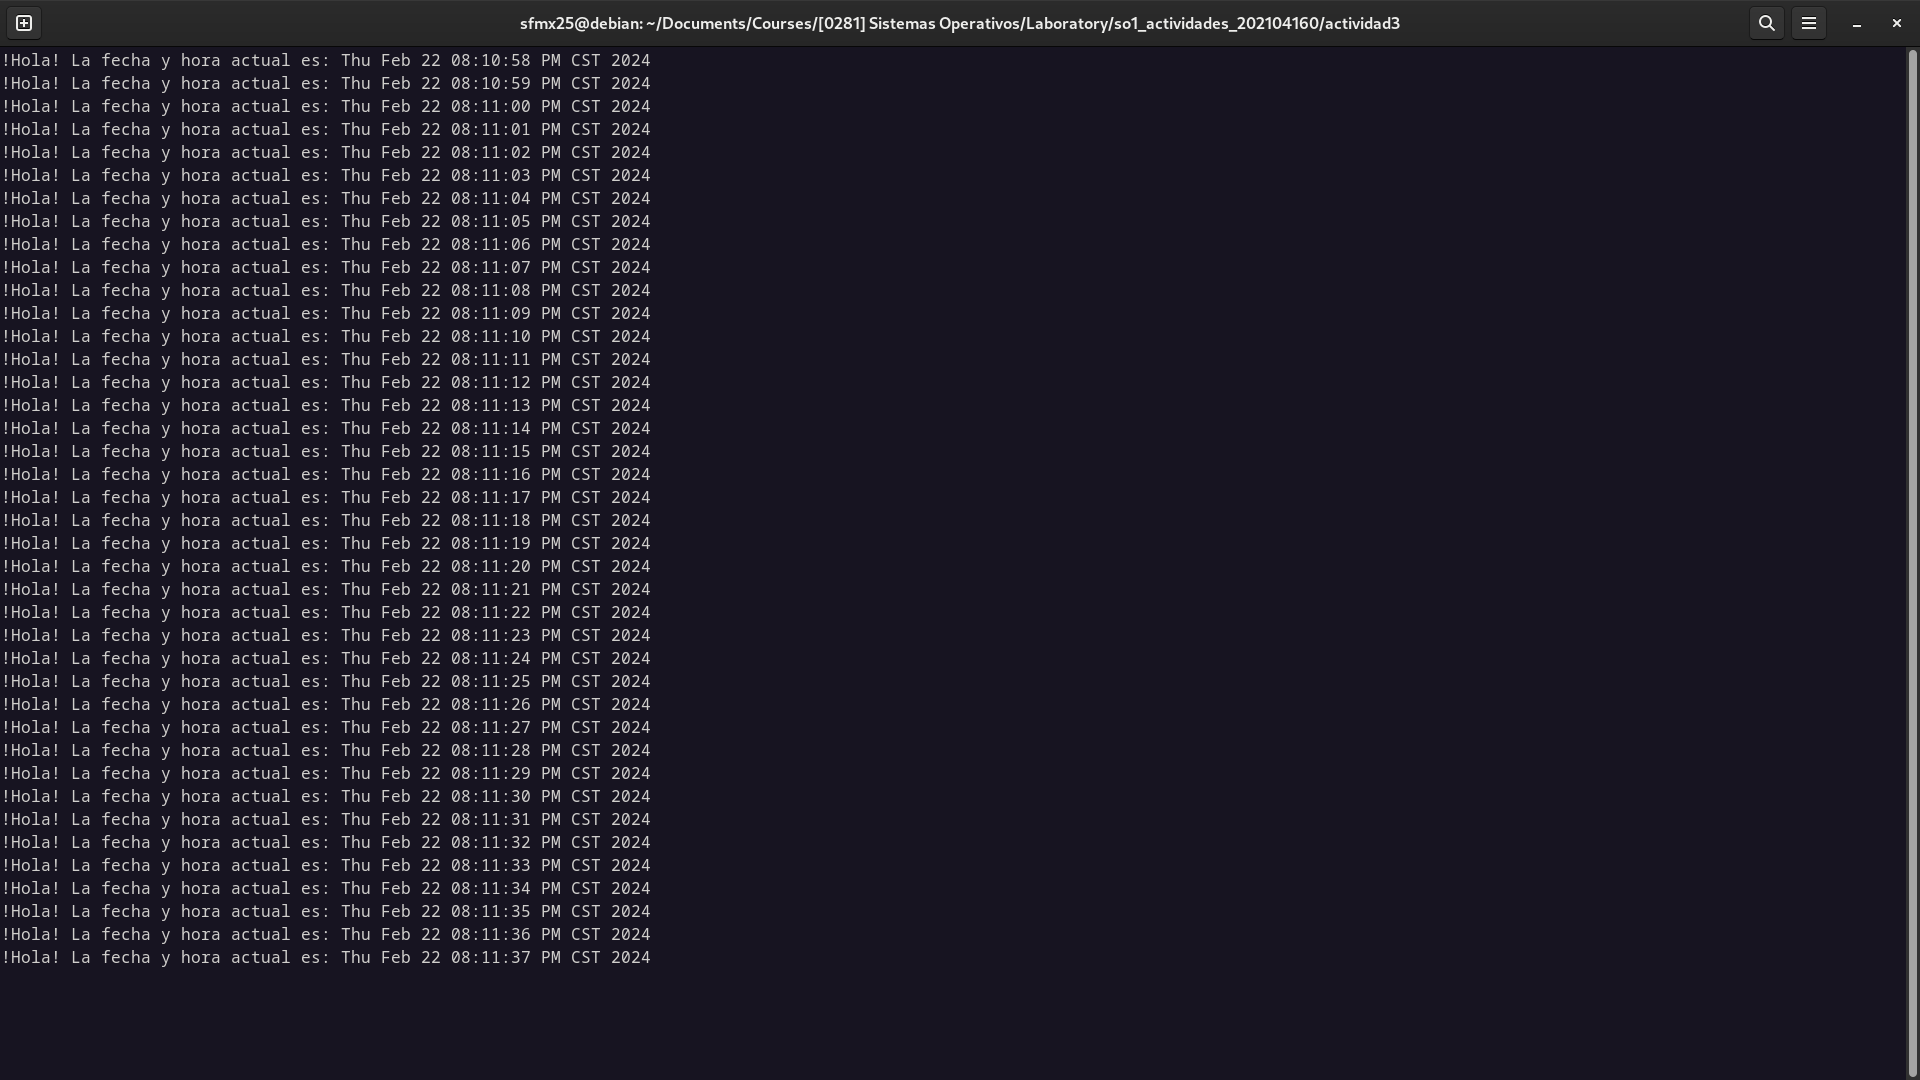 sfmx25@debian: ~/Documents/Courses/[0281] Sistemas Operativos/Laboratory/so1_actividades_202104160/actividad3
!Hola! La fecha y hora actual es: Thu Feb 22 08:10:58 PM CST 2024
!Hola! La fecha y hora actual es: Thu Feb 22 08:10:59 PM CST 2024
!Hola! La fecha y hora actual es: Thu Feb 22 08:11:00 PM CST 2024
!Hola! La fecha y hora actual es: Thu Feb 22 08:11:01 PM CST 2024
!Hola! La fecha y hora actual es: Thu Feb 22 08:11:02 PM CST 2024
!Hola! La fecha y hora actual es: Thu Feb 22 08:11:03 PM CST 2024
!Hola! La fecha y hora actual es: Thu Feb 22 08:11:04 PM CST 2024
!Hola! La fecha y hora actual es: Thu Feb 22 08:11:05 PM CST 2024
!Hola! La fecha y hora actual es: Thu Feb 22 08:11:06 PM CST 2024
!Hola! La fecha y hora actual es: Thu Feb 22 08:11:07 PM CST 2024
!Hola! La fecha y hora actual es: Thu Feb 22 08:11:08 PM CST 2024
!Hola! La fecha y hora actual es: Thu Feb 22 08:11:09 PM CST 2024
!Hola! La fecha y hora actual es: Thu Feb 22 08:11:10 PM CST 2024
!Hola! La fecha y hora actual es: Thu Feb 22 08:11:11 PM CST 2024
!Hola! La fecha y hora actual es: Thu Feb 22 08:11:12 PM CST 2024
!Hola! La fecha y hora actual es: Thu Feb 22 08:11:13 PM CST 2024
!Hola! La fecha y hora actual es: Thu Feb 22 08:11:14 PM CST 2024
!Hola! La fecha y hora actual es: Thu Feb 22 08:11:15 PM CST 2024
!Hola! La fecha y hora actual es: Thu Feb 22 08:11:16 PM CST 2024
!Hola! La fecha y hora actual es: Thu Feb 22 08:11:17 PM CST 2024
!Hola! La fecha y hora actual es: Thu Feb 22 08:11:18 PM CST 2024
!Hola! La fecha y hora actual es: Thu Feb 22 08:11:19 PM CST 2024
!Hola! La fecha y hora actual es: Thu Feb 22 08:11:20 PM CST 2024
!Hola! La fecha y hora actual es: Thu Feb 22 08:11:21 PM CST 2024
!Hola! La fecha y hora actual es: Thu Feb 22 08:11:22 PM CST 2024
!Hola! La fecha y hora actual es: Thu Feb 22 08:11:23 PM CST 2024
!Hola! La fecha y hora actual es: Thu Feb 22 08:11:24 PM CST 2024
!Hola! La fecha y hora actual es: Thu Feb 22 08:11:25 PM CST 2024
!Hola! La fecha y hora actual es: Thu Feb 22 08:11:26 PM CST 2024
!Hola! La fecha y hora actual es: Thu Feb 22 08:11:27 PM CST 2024
!Hola! La fecha y hora actual es: Thu Feb 22 08:11:28 PM CST 2024
!Hola! La fecha y hora actual es: Thu Feb 22 08:11:29 PM CST 2024
!Hola! La fecha y hora actual es: Thu Feb 22 08:11:30 PM CST 2024
!Hola! La fecha y hora actual es: Thu Feb 22 08:11:31 PM CST 2024
!Hola! La fecha y hora actual es: Thu Feb 22 08:11:32 PM CST 2024
!Hola! La fecha y hora actual es: Thu Feb 22 08:11:33 PM CST 2024
!Hola! La fecha y hora actual es: Thu Feb 22 08:11:34 PM CST 2024
!Hola! La fecha y hora actual es: Thu Feb 22 08:11:35 PM CST 2024
!Hola! La fecha y hora actual es: Thu Feb 22 08:11:36 PM CST 2024
!Hola! La fecha y hora actual es: Thu Feb 22 08:11:37 PM CST 2024